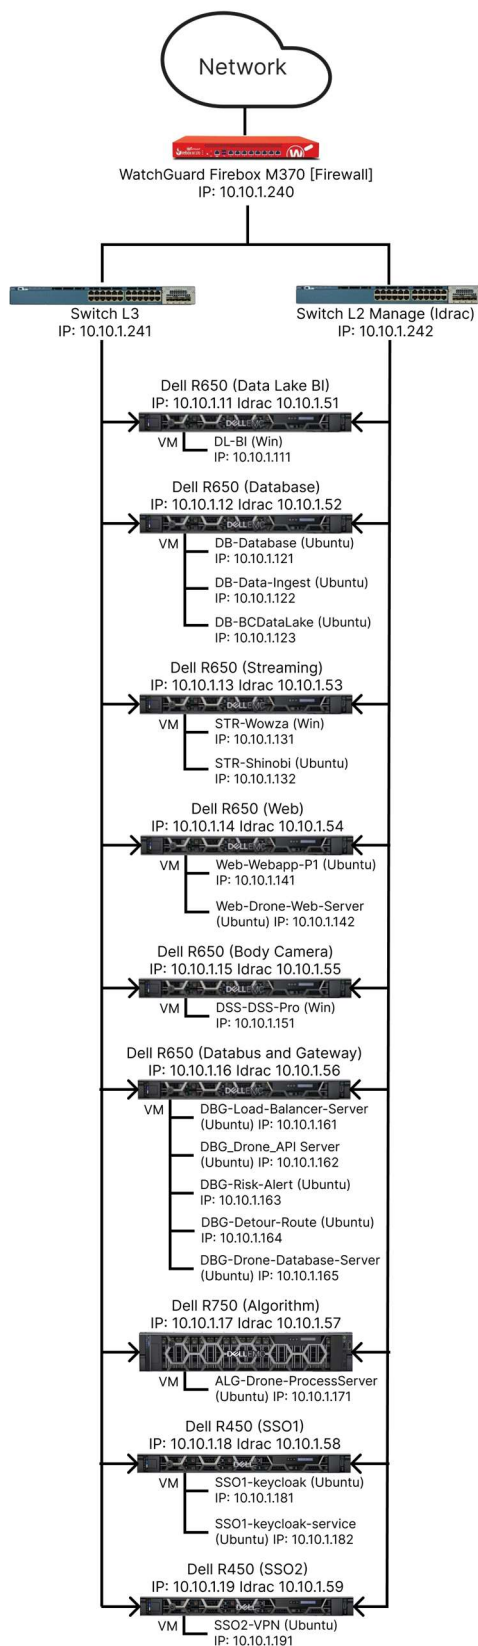 Network
WatchGuard Firebox M370 [Firewall]
IP: 10.10.1.240
Switch L3
IP: 10.10.1.241
Switch L2 Manage (Idrac)
IP: 10.10.1.242
Dell R650 (Data Lake BI)
IP: 10.10.1.11 Idrac 10.10.1.51
DELLEMC
VM
DL-BI (Win)
IP: 10.10.1.111
Dell R650 (Database)
IP: 10.10.1.12 Idrac 10.10.1.52
DELLEMC
VM
DB-Database (Ubuntu)
IP: 10.10.1.121
DB-Data-Ingest (Ubuntu)
IP: 10.10.1.122
DB-BCDataLake (Ubuntu)
IP: 10.10.1.123
Dell R650 (Streaming)
IP: 10.10.1.13 Idrac 10.10.1.53
DELLEMC
VM
STR-Wowza (Win)
IP: 10.10.1.131
STR-Shinobi (Ubuntu)
IP: 10.10.1.132
Dell R650 (Web)
IP: 10.10.1.14 Idrac 10.10.1.54
DELLEMC
VM
Web-Webapp-P1 (Ubuntu)
IP: 10.10.1.141
Web-Drone-Web-Server
(Ubuntu) IP: 10.10.1.142
Dell R650 (Body Camera)
IP: 10.10.1.15 Idrac 10.10.1.55
DELLEMC
VM
DSS-DSS-Pro (Win)
IP: 10.10.1.151
Dell R650 (Databus and Gateway)
IP: 10.10.1.16 Idrac 10.10.1.56
DELLEMC
VM
DBG-Load-Balancer-Server
(Ubuntu) IP: 10.10.1.161
DBG_Drone_API Server
(Ubuntu) IP: 10.10.1.162
DBG-Risk-Alert (Ubuntu)
IP: 10.10.1.163
DBG-Detour-Route (Ubuntu)
IP: 10.10.1.164
DBG-Drone-Database-Server
(Ubuntu) IP: 10.10.1.165
Dell R750 (Algorithm)
IP: 10.10.1.17 Idrac 10.10.1.57
DELLEMC
VM
ALG-Drone-ProcessServer
(Ubuntu) IP: 10.10.1.171
Dell R450 (SSO1)
IP: 10.10.1.18 Idrac 10.10.1.58
DELL
VM
SSO1-keycloak (Ubuntu)
IP: 10.10.1.181
SSO1-keycloak-service
(Ubuntu) IP: 10.10.1.182
Dell R450 (SSO2)
IP: 10.10.1.19 Idrac 10.10.1.59
DELL
VM
SSO2-VPN (Ubuntu)
IP: 10.10.1.191